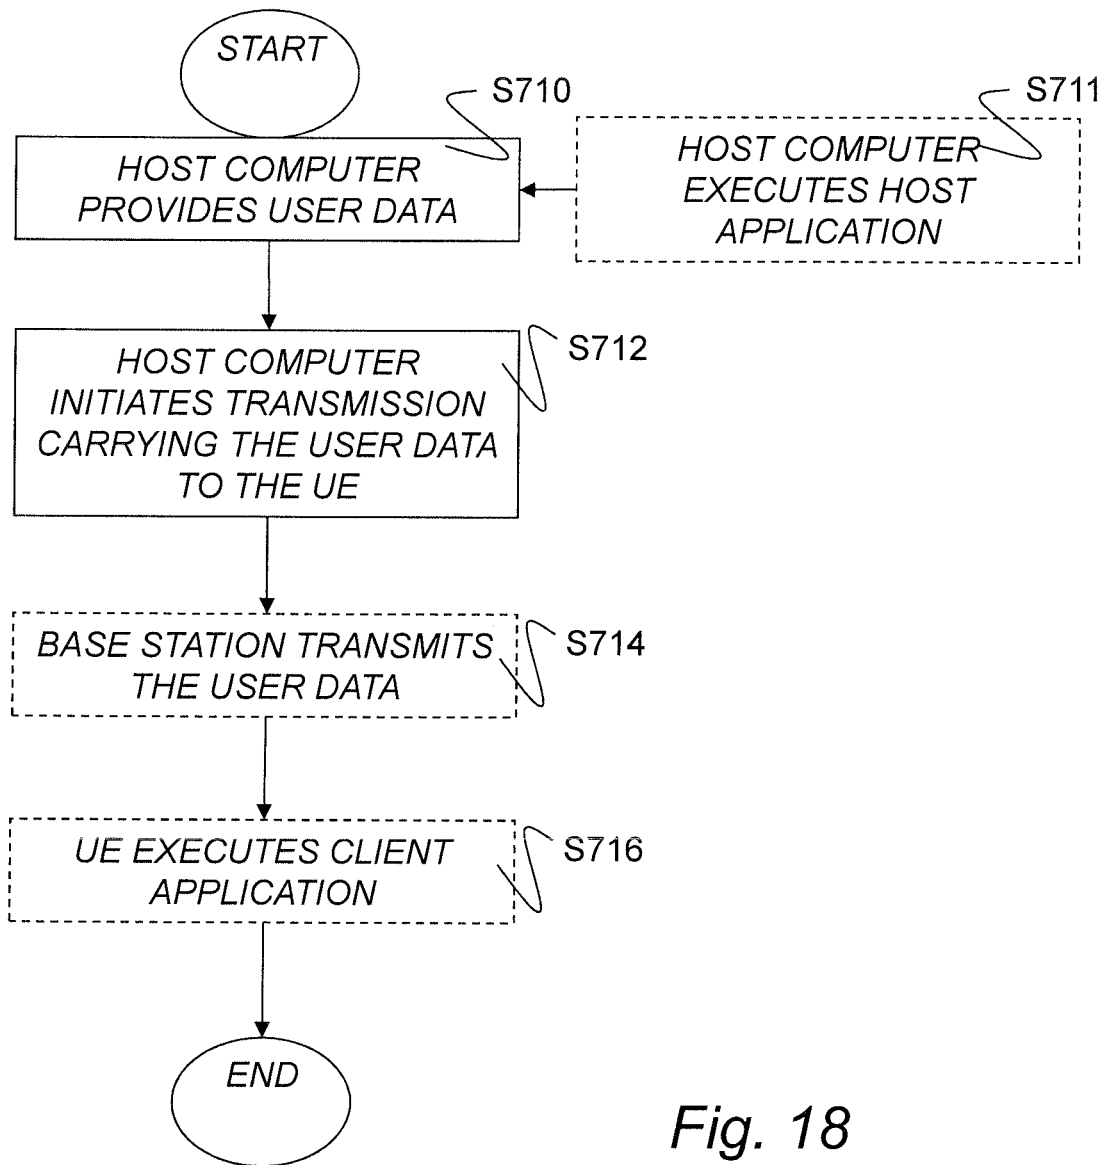 START
S710
S711
HOST COMPUTER
PROVIDES USER DATA
HOST COMPUTER
EXECUTES HOST
APPLICATION
S712
HOST COMPUTER
INITIATES TRANSMISSION
CARRYING THE USER DATA
TO THE UE
S714
BASE STATION TRANSMITS
THE USER DATA
S716
UE EXECUTES CLIENT
APPLICATION
END
Fig. 18